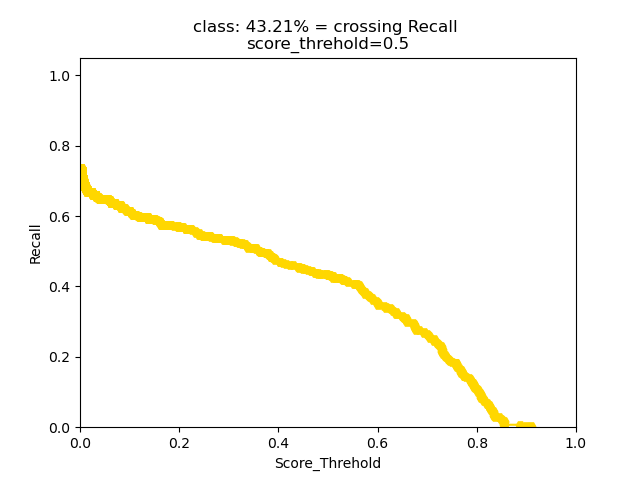 class: 43.21% = crossing Recall
score_threhold=0.5
1.0
0.8
0.6
0.4
0.2
0.0
Recall
0.0 0.2 0.4 0.6 0.8 1.0
Score_Threhold